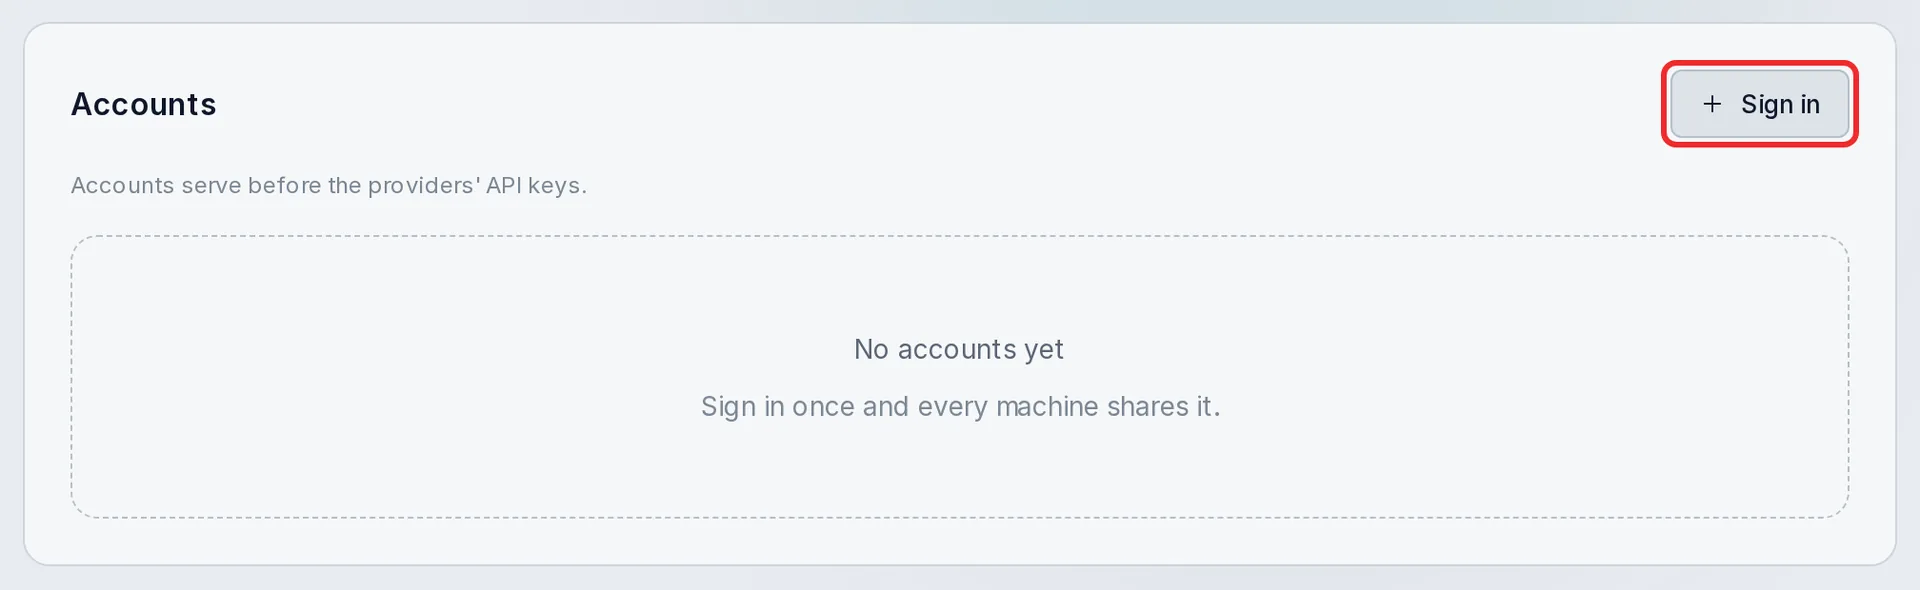 Accounts
+ Sign in
Accounts serve before the providers' API keys.
No accounts yet
Sign in once and every machine shares it.